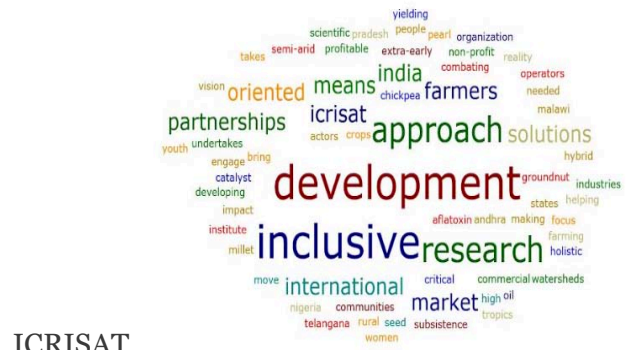 yielding
scientific pradesh people pearl organization
takes semi-arid profitable extra-early non-profit reality
combating
vision oriented means india farmers operators
chickpea needed
partnerships icrisat malawi
youth undertakes actors crops approach solutions
engage bring hybrid
catalyst development groundnut industries
developing states helping
impact aflatoxin andhra making focus
institute inclusive research farming
millet holistic
move international critical commercial watersheds
nigeria communities market high oil
telangana rural seed subsistence tropics
women
ICRISAT